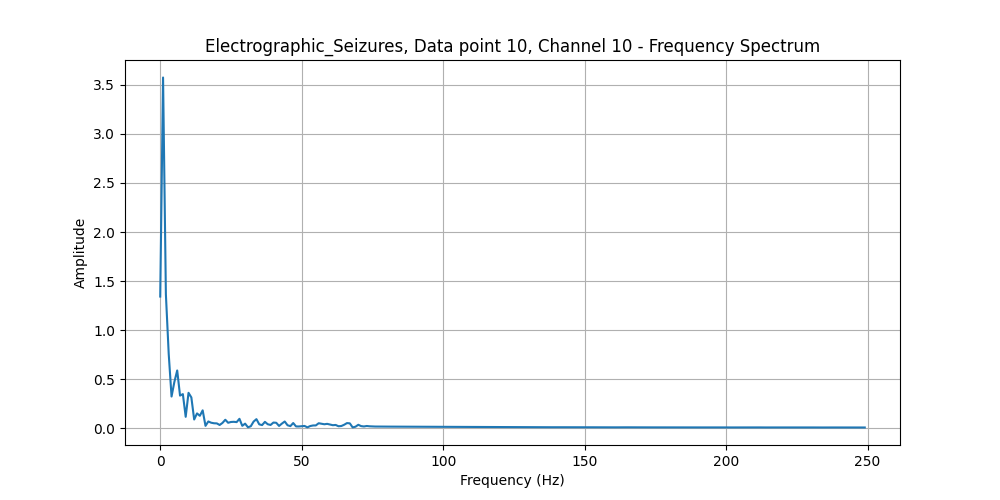 Electrographic_Seizures, Data point 10, Channel 10 - Frequency Spectrum
3.5
3.0
2.5
2.0
1.5
1.0
0.5
0.0
Amplitude
0 50 100 150 200 250
Frequency (Hz)